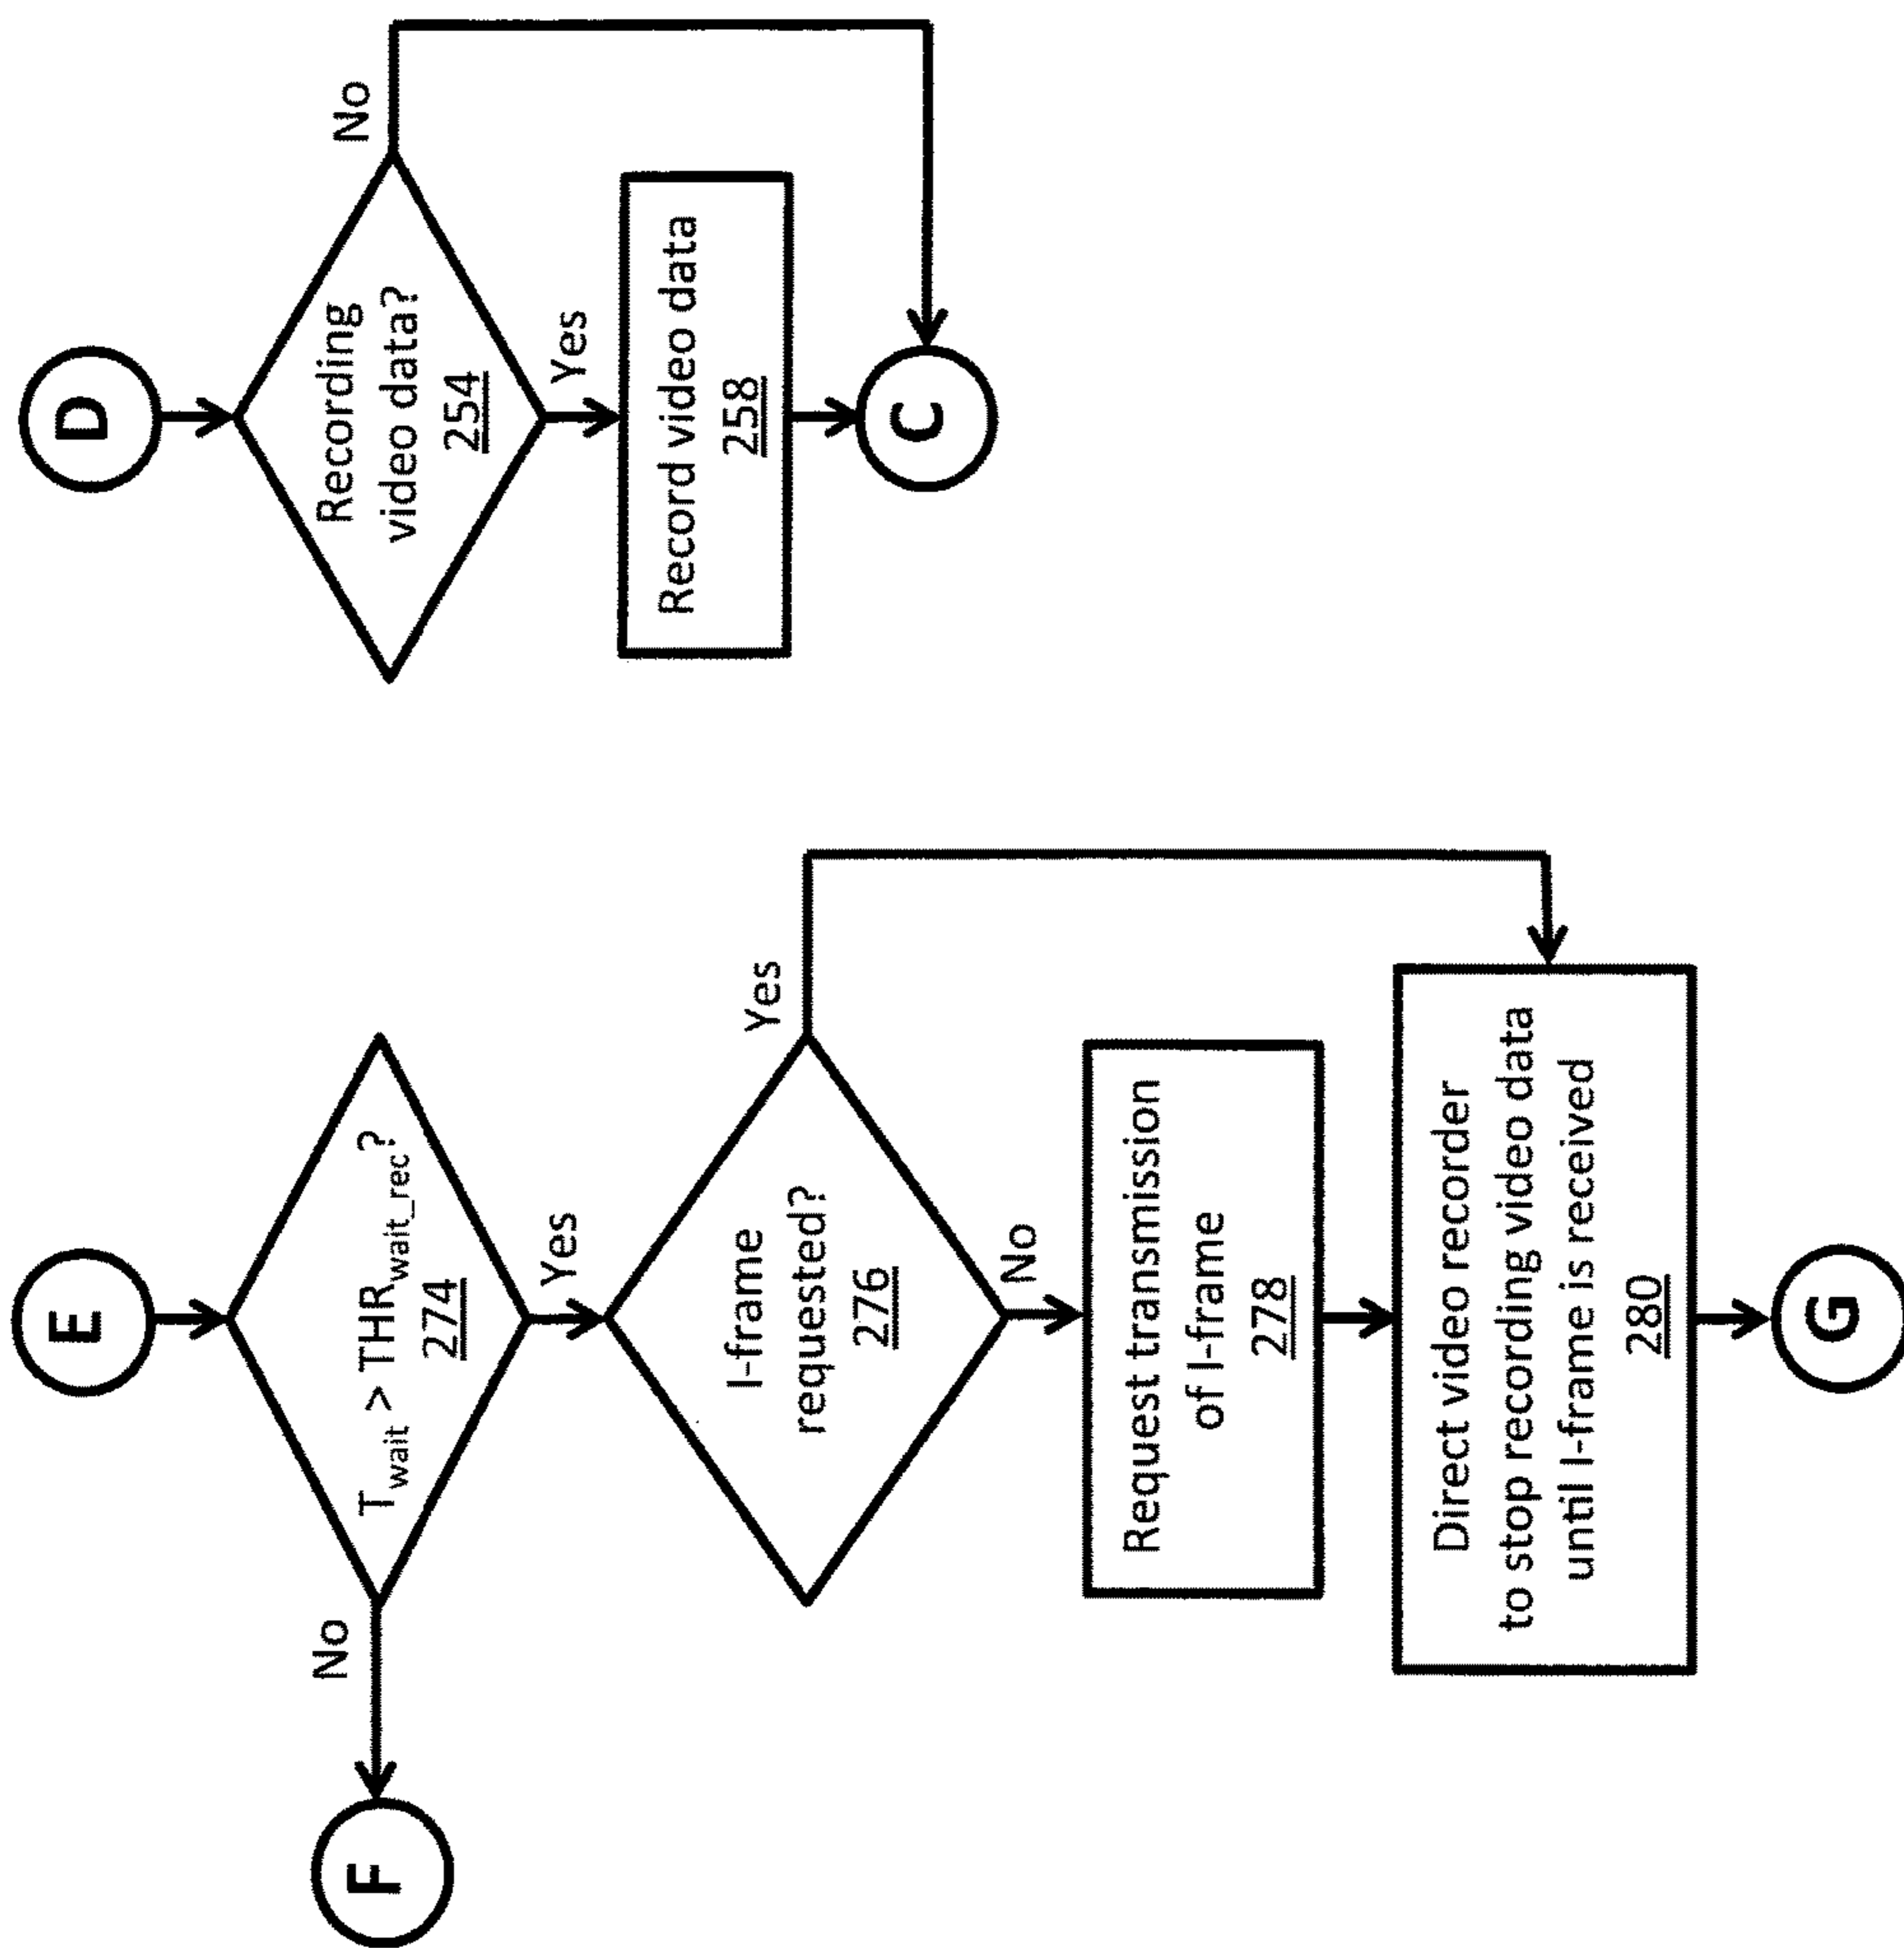 E
T_wait > THR_wait_rec?
274
No
F
Yes
I-frame
requested?
276
Yes
No
Request transmission
of I-frame
278
Direct video recorder
to stop recording video data
until I-frame is received
280
G
D
Recording
video data?
254
No
Yes
Record video data
258
C